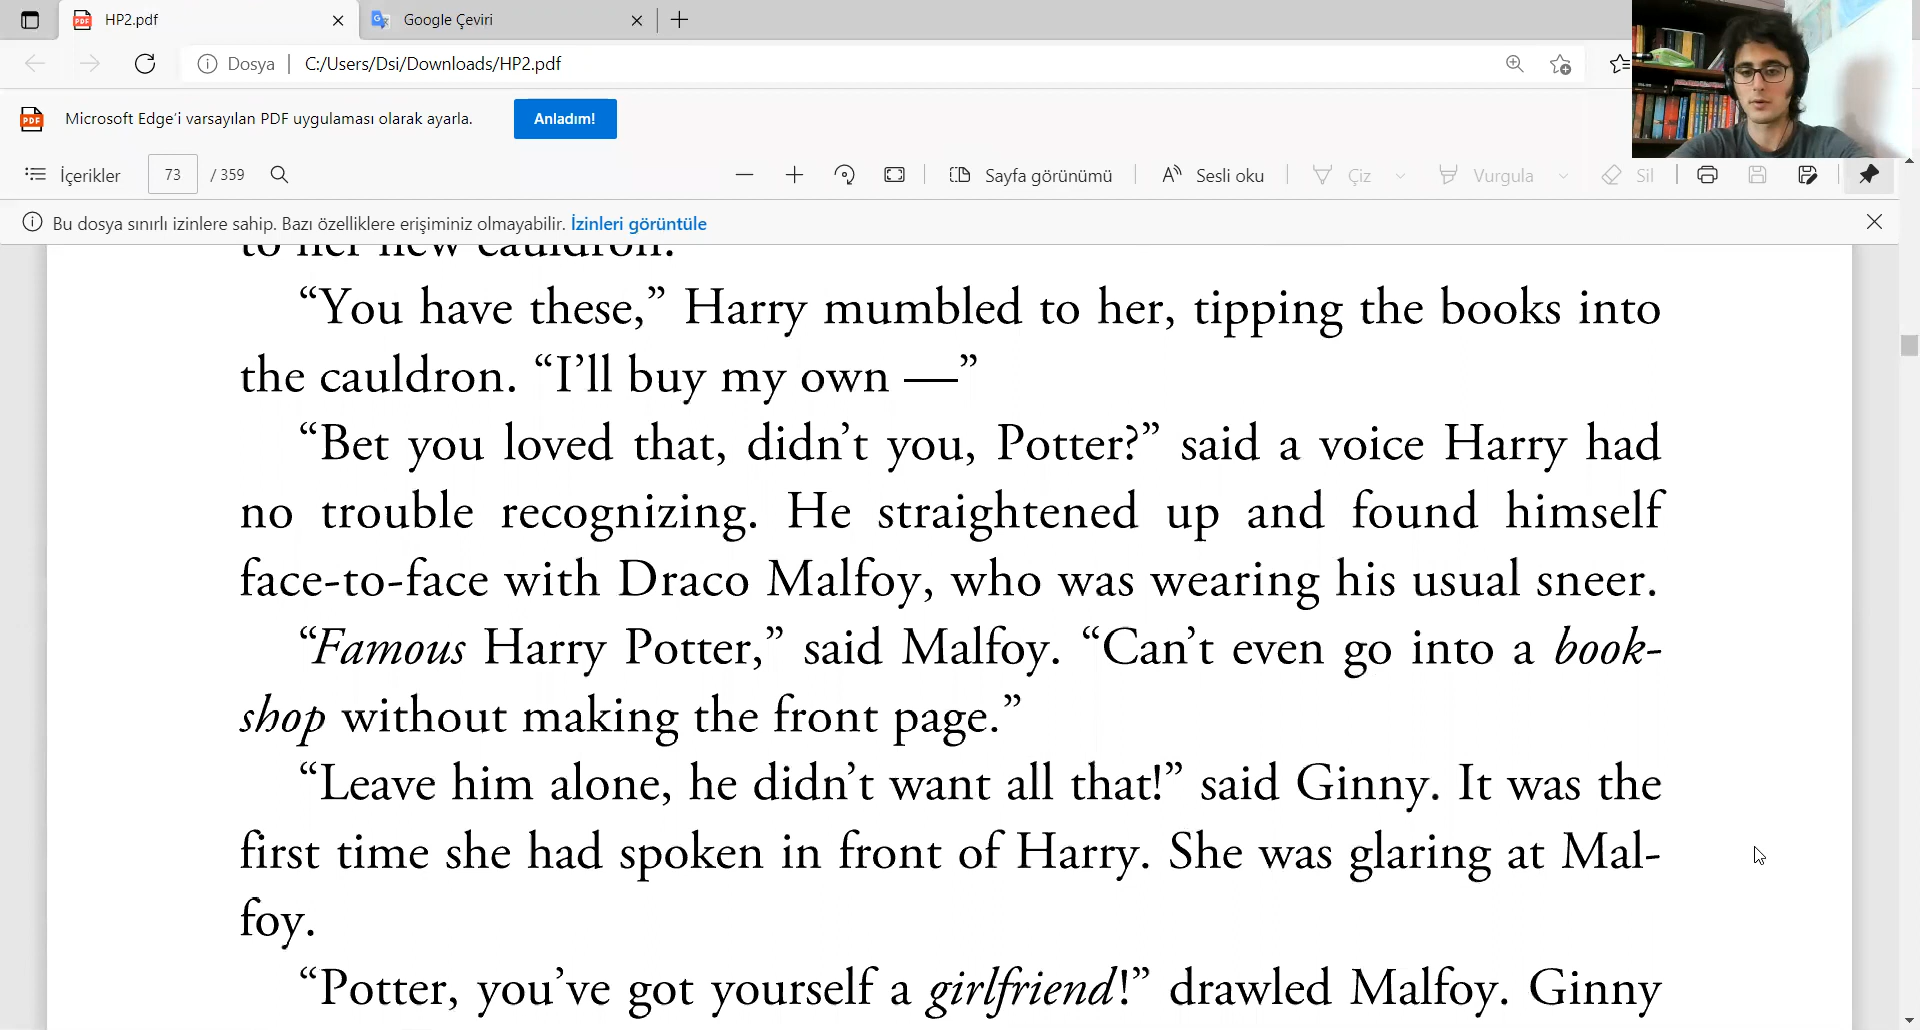 HP2.pdf
Google Çeviri
Dosya
C:/Users/Dsi/Downloads/HP2.pdf
Microsoft Edge'i varsayılan PDF uygulaması olarak ayarla.
Anladım!
İçerikler
73
/ 359
Sayfa görünümü
Sesli oku
Çiz
Vurgula
Sil
Bu dosya sınırlı izinlere sahip. Bazı özelliklere erişiminiz olmayabilir. İzinleri görüntüle
to her new cauldron.
“You have these,” Harry mumbled to her, tipping the books into
the cauldron. “I’ll buy my own —”
“Bet you loved that, didn’t you, Potter?” said a voice Harry had
no trouble recognizing. He straightened up and found himself
face-to-face with Draco Malfoy, who was wearing his usual sneer.
“Famous Harry Potter,” said Malfoy. “Can’t even go into a book-
shop without making the front page.”
“Leave him alone, he didn’t want all that!” said Ginny. It was the
first time she had spoken in front of Harry. She was glaring at Mal-
foy.
“Potter, you’ve got yourself a girlfriend!” drawled Malfoy. Ginny